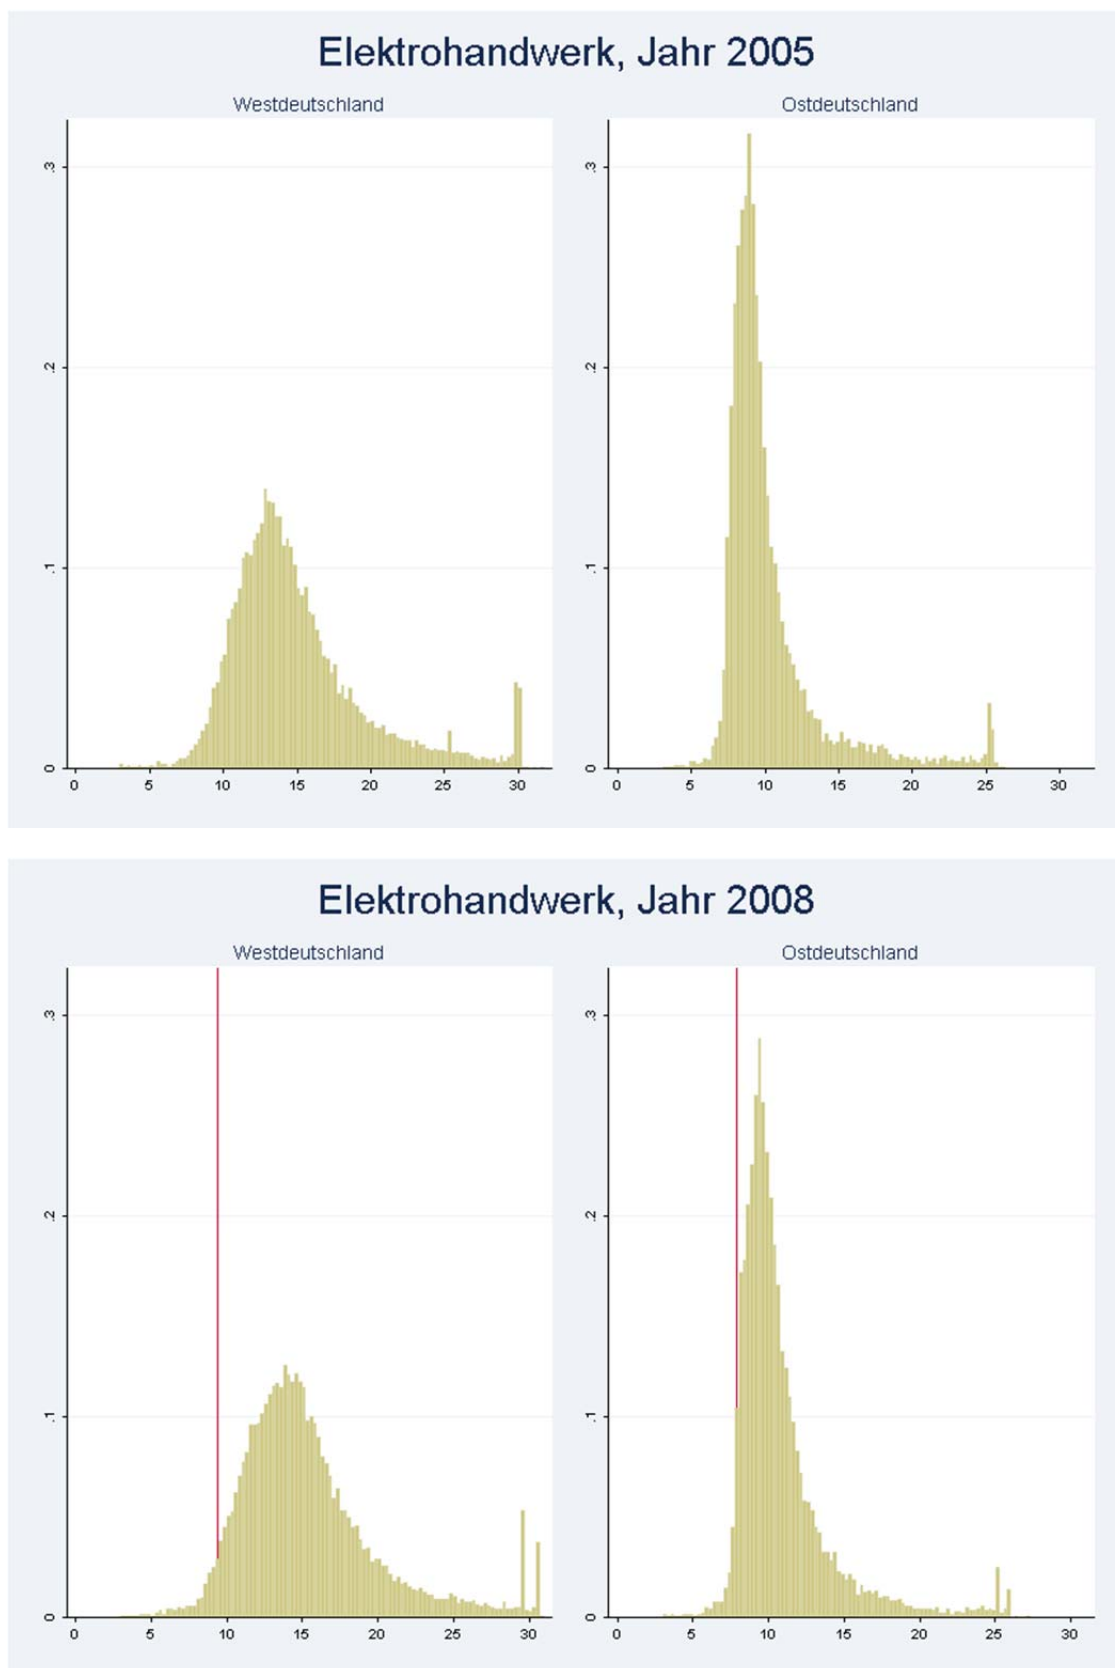 Elektrohandwerk, Jahr 2005
Westdeutschland Ostdeutschland
.3 .3
.2 .2
.1 .1
0 0
0 5 10 15 20 25 30 0 5 10 15 20 25 30
Elektrohandwerk, Jahr 2008
Westdeutschland Ostdeutschland
.3 .3
.2 .2
.1 .1
0 0
0 5 10 15 20 25 30 0 5 10 15 20 25 30